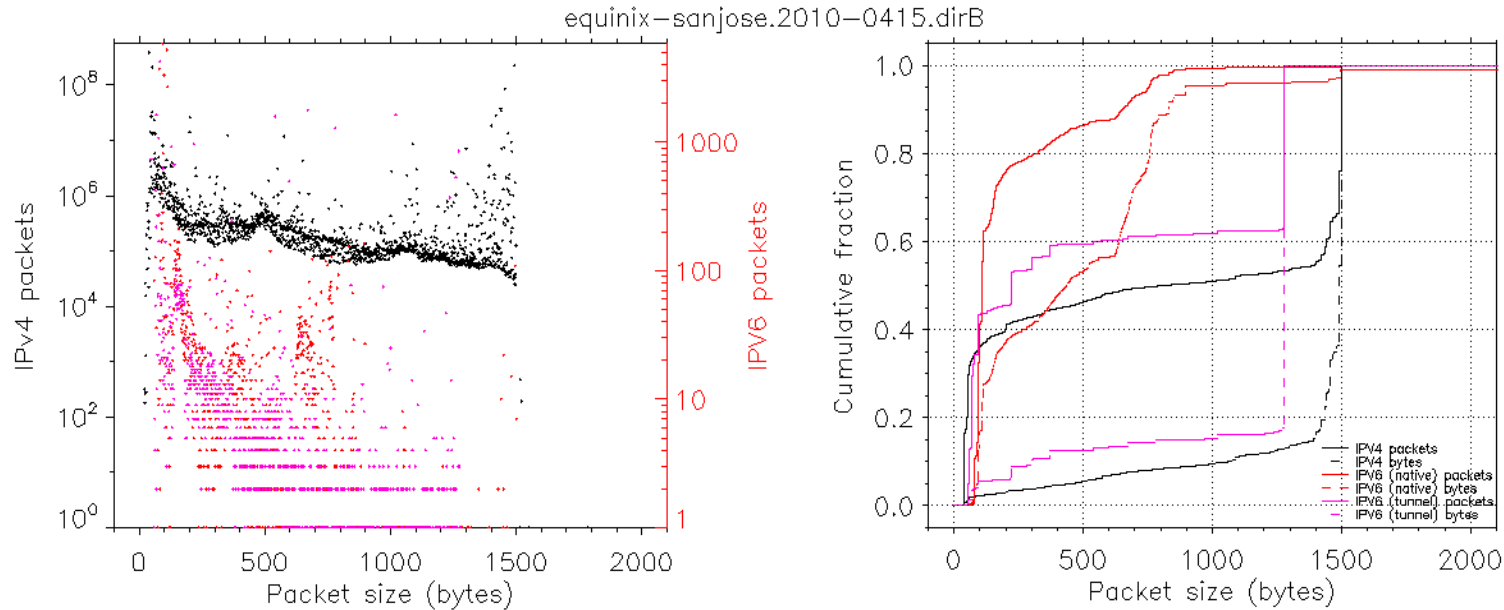 equinix-sanjose.2010-0415.dirB
10^8
10^6
10^4
10^2
10^0
IPv4 packets
1000
100
10
1
IPV6 packets
0 500 1000 1500 2000
Packet size (bytes)
1.0
0.8
0.6
0.4
0.2
0.0
Cumulative fraction
IPV4 packets
IPV4 bytes
IPV6 (native) packets
IPV6 (native) bytes
IPV6 (tunnel) packets
IPV6 (tunnel) bytes
0 500 1000 1500 2000
Packet size (bytes)